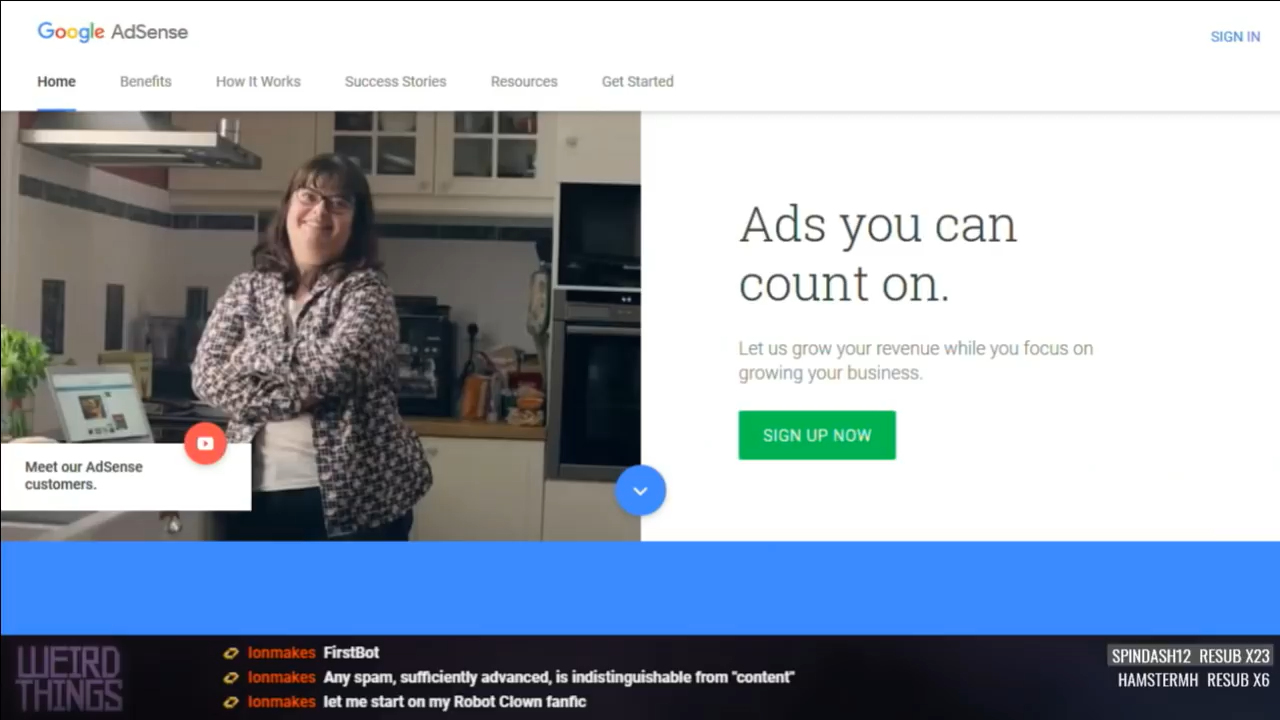 Google AdSense
SIGN IN
Home Benefits How It Works Success Stories Resources Get Started
Ads you can
count on.
Let us grow your revenue while you focus on
growing your business.
SIGN UP NOW
Meet our AdSense
customers.
WEIRD
THINGS
Ionmakes FirstBot
Ionmakes Any spam, sufficiently advanced, is indistinguishable from "content"
Ionmakes let me start on my Robot Clown fanfic
SPINDASH12 RESUB X23
HAMSTERMH RESUB X6